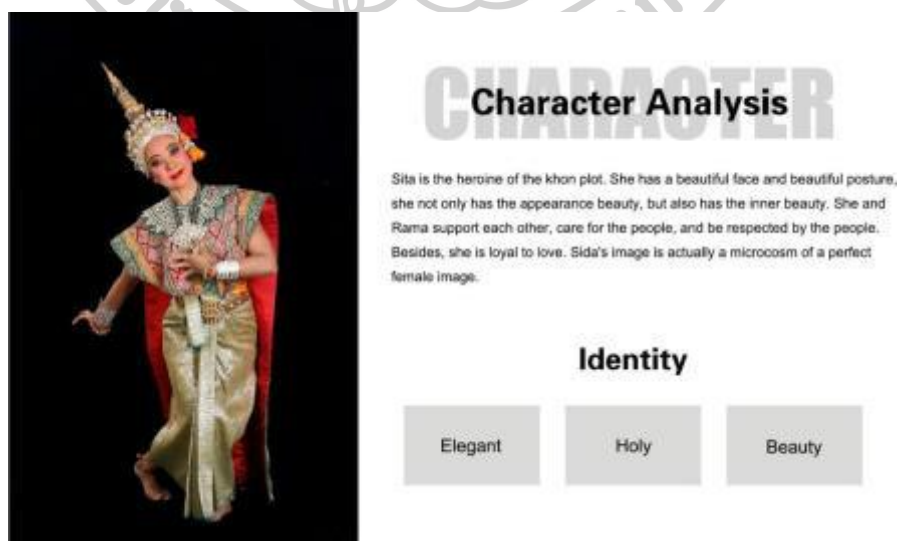 CHARACTER
Character Analysis
Sita is the heroine of the khon plot. She has a beautiful face and beautiful posture,
she not only has the appearance beauty, but also has the inner beauty. She and
Rama support each other, care for the people, and be respected by the people.
Besides, she is loyal to love. Sida's image is actually a microcosm of a perfect
female image.
Identity
Elegant
Holy
Beauty